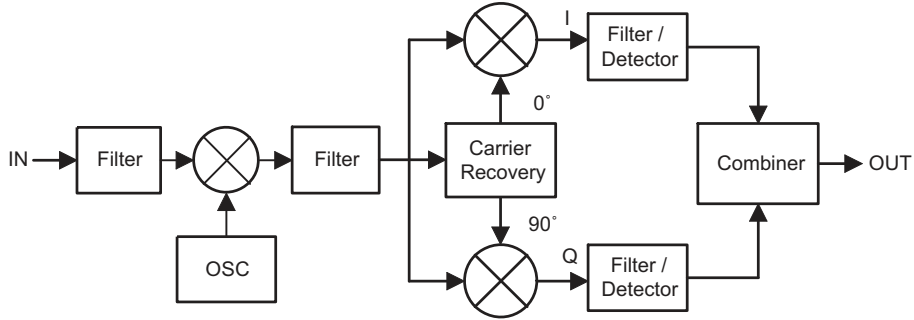 I
Filter /
Detector
0°
IN
Filter
Filter
Carrier
Recovery
Combiner
OUT
90°
OSC
Q
Filter /
Detector